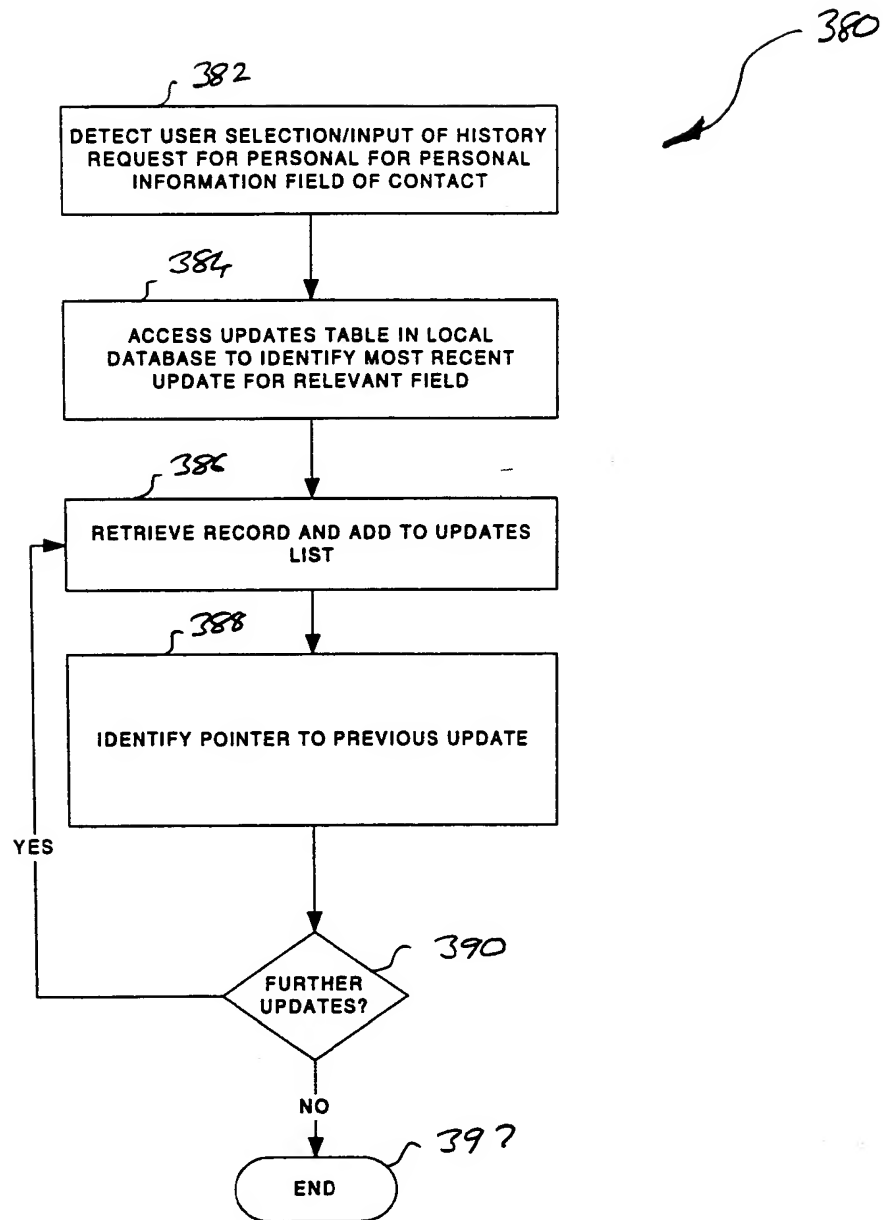 380
382
DETECT USER SELECTION/INPUT OF HISTORY
REQUEST FOR PERSONAL FOR PERSONAL
INFORMATION FIELD OF CONTACT
384
ACCESS UPDATES TABLE IN LOCAL
DATABASE TO IDENTIFY MOST RECENT
UPDATE FOR RELEVANT FIELD
386
RETRIEVE RECORD AND ADD TO UPDATES
LIST
388
IDENTIFY POINTER TO PREVIOUS UPDATE
YES
390
FURTHER
UPDATES?
NO
END